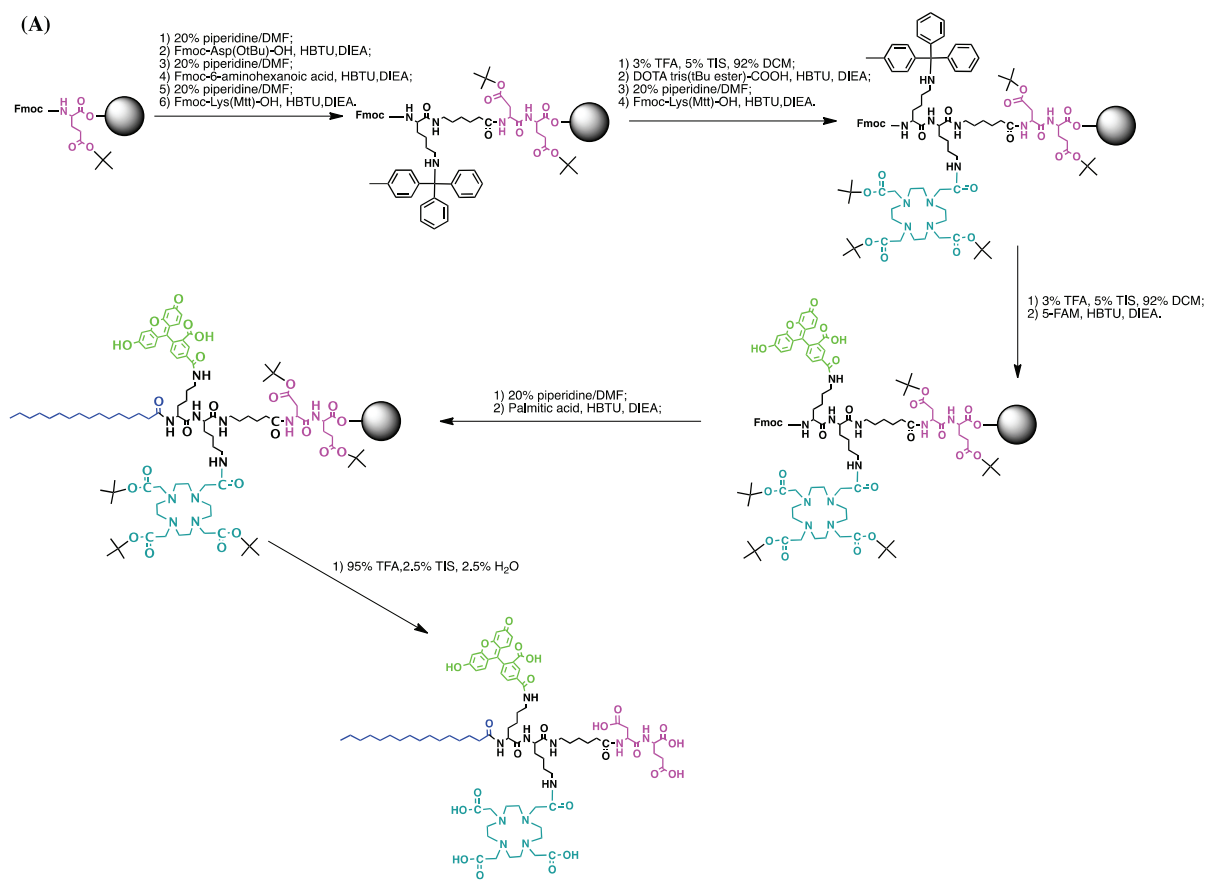 (A)
1) 20% piperidine/DMF;
2) Fmoc-Asp(OtBu)-OH, HBTU,DIEA;
3) 20% piperidine/DMF;
4) Fmoc-6-aminohexanoic acid, HBTU,DIEA;
5) 20% piperidine/DMF;
6) Fmoc-Lys(Mtt)-OH, HBTU,DIEA.
1) 3% TFA, 5% TIS, 92% DCM;
2) DOTA tris(tBu ester)-COOH, HBTU, DIEA;
3) 20% piperidine/DMF;
4) Fmoc-Lys(Mtt)-OH, HBTU,DIEA.
Fmoc
Fmoc
Fmoc
1) 3% TFA, 5% TIS, 92% DCM;
2) 5-FAM, HBTU, DIEA.
1) 20% piperidine/DMF;
2) Palmitic acid, HBTU, DIEA;
Fmoc
1) 95% TFA,2.5% TIS, 2.5% H₂O